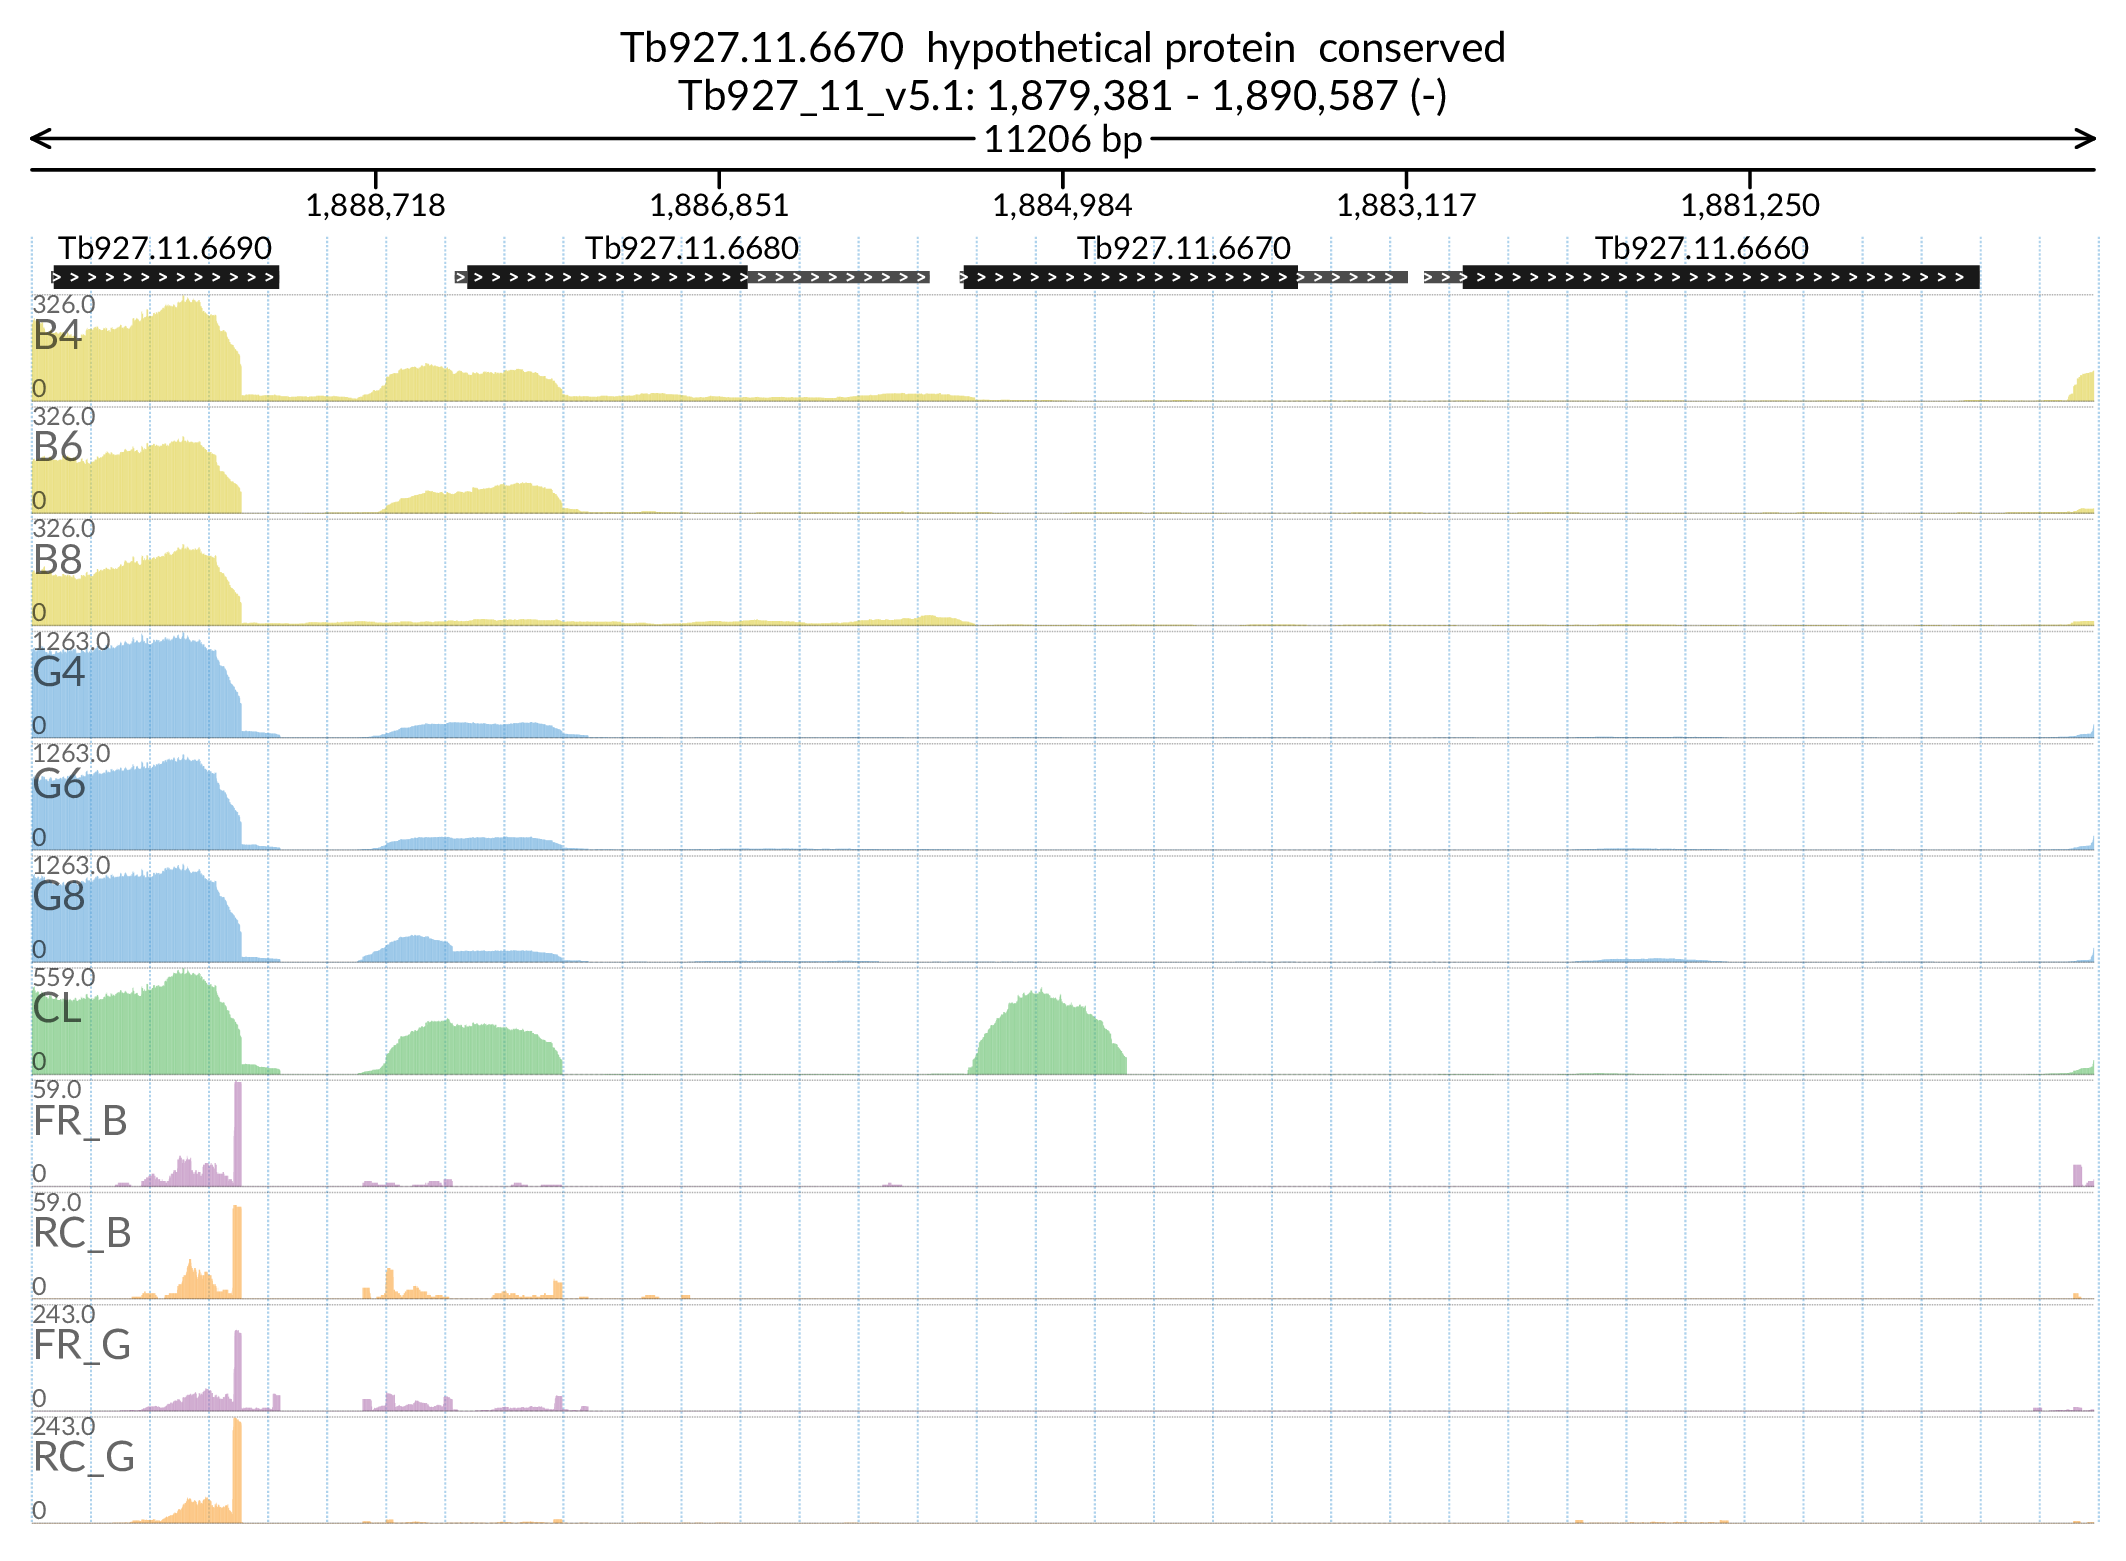 Tb927.11.6670 hypothetical protein conserved
Tb927_11_v5.1: 1,879,381 - 1,890,587 (-)
11206 bp
1,888,718 1,886,851 1,884,984 1,883,117 1,881,250
Tb927.11.6690 Tb927.11.6680 Tb927.11.6670 Tb927.11.6660
326.0
B4
0
326.0
B6
0
326.0
B8
0
1263.0
G4
0
1263.0
G6
0
1263.0
G8
0
559.0
CL
0
59.0
FR_B
0
59.0
RC_B
0
243.0
FR_G
0
243.0
RC_G
0